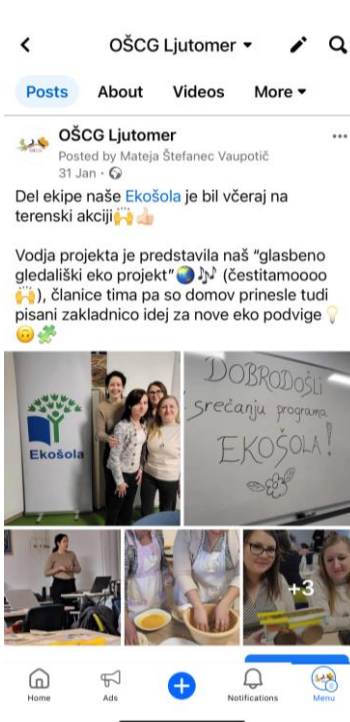 OŠČG Ljutomer
Posts About Videos More
OŠČG Ljutomer
Posted by Mateja Štefanec Vaupotič
31 Jan
Del ekipe naše Ekošola je bil včeraj na
terenski akciji🙌👍🏻
Vodja projekta je predstavila naš “glasbeno
gledališki eko projekt”🌍🎶 (čestitamoooo
🙌), članice tima pa so domov prinesle tudi
pisani zakladnico idej za nove eko podvige💡
🙃🧩
Ekošola
DOBRODOŠLI
srečanju programa
EKOŠOLA!
+3
Home Ads Notifications Menu